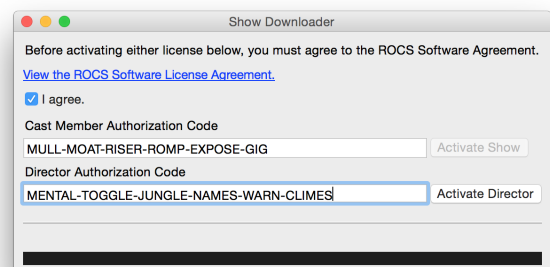 Show Downloader
Before activating either license below, you must agree to the ROCS Software Agreement.
View the ROCS Software License Agreement.
I agree.
Cast Member Authorization Code
MULL-MOAT-RISER-ROMP-EXPOSE-GIG Activate Show
Director Authorization Code
MENTAL-TOGGLE-JUNGLE-NAMES-WARN-CLIMES Activate Director